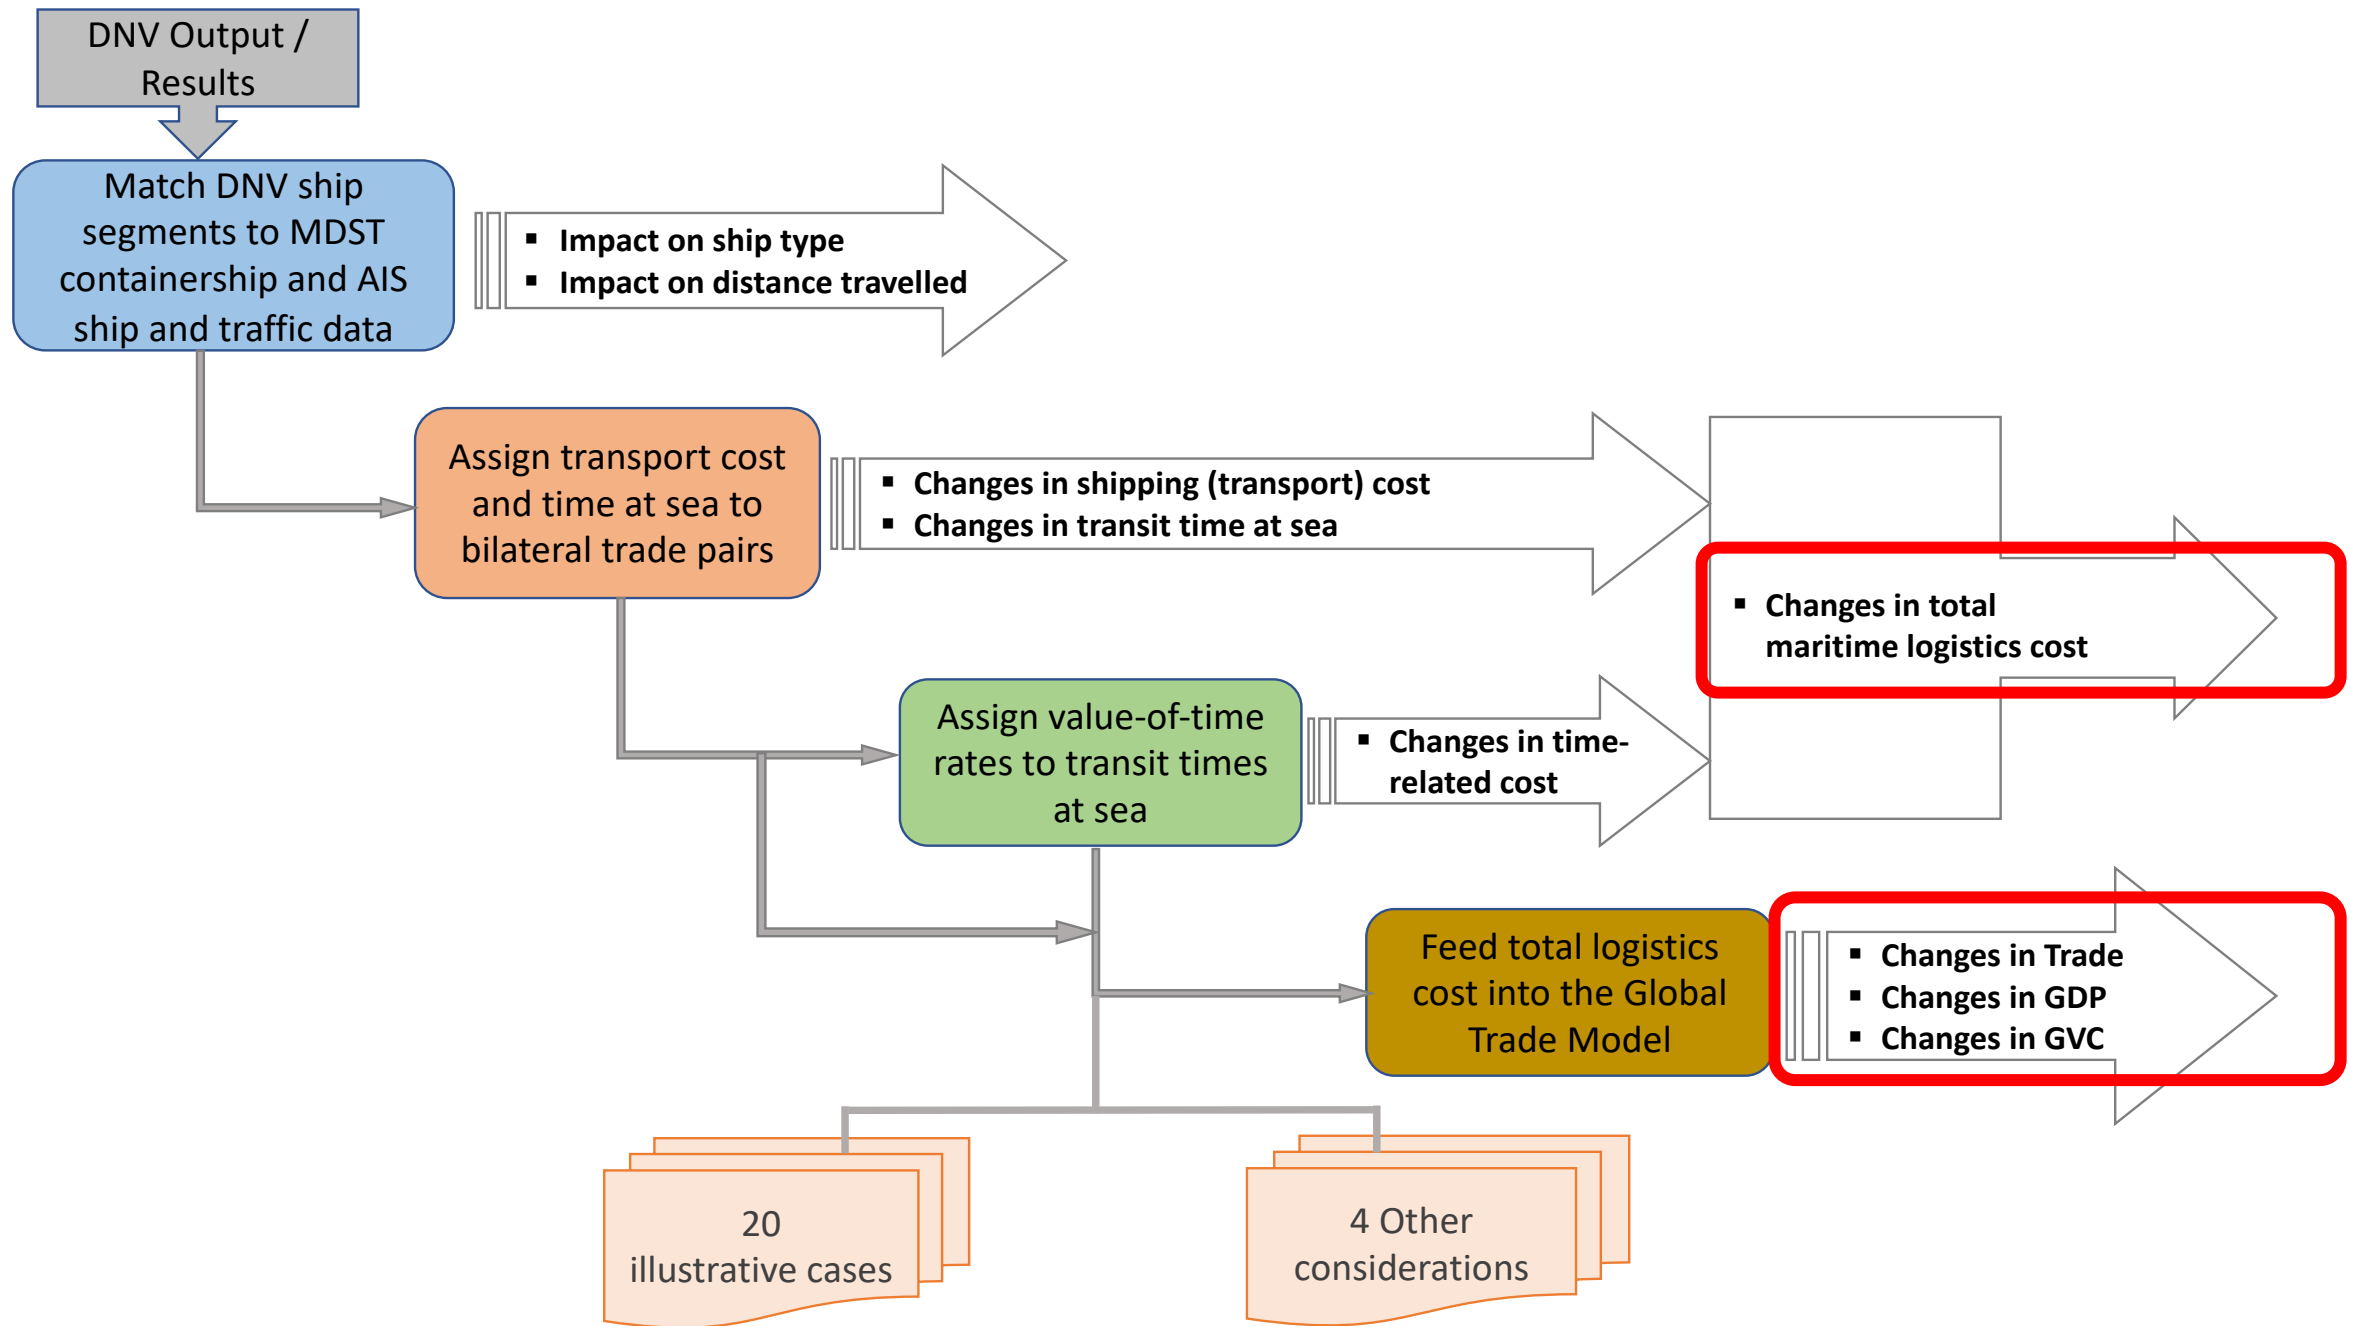 DNV Output /
Results
Match DNV ship
segments to MDST
containership and AIS
ship and traffic data
▪ Impact on ship type
▪ Impact on distance travelled
Assign transport cost
and time at sea to
bilateral trade pairs
▪ Changes in shipping (transport) cost
▪ Changes in transit time at sea
▪ Changes in total
maritime logistics cost
Assign value-of-time
rates to transit times
at sea
▪ Changes in time-
related cost
Feed total logistics
cost into the Global
Trade Model
▪ Changes in Trade
▪ Changes in GDP
▪ Changes in GVC
20
illustrative cases
4 Other
considerations